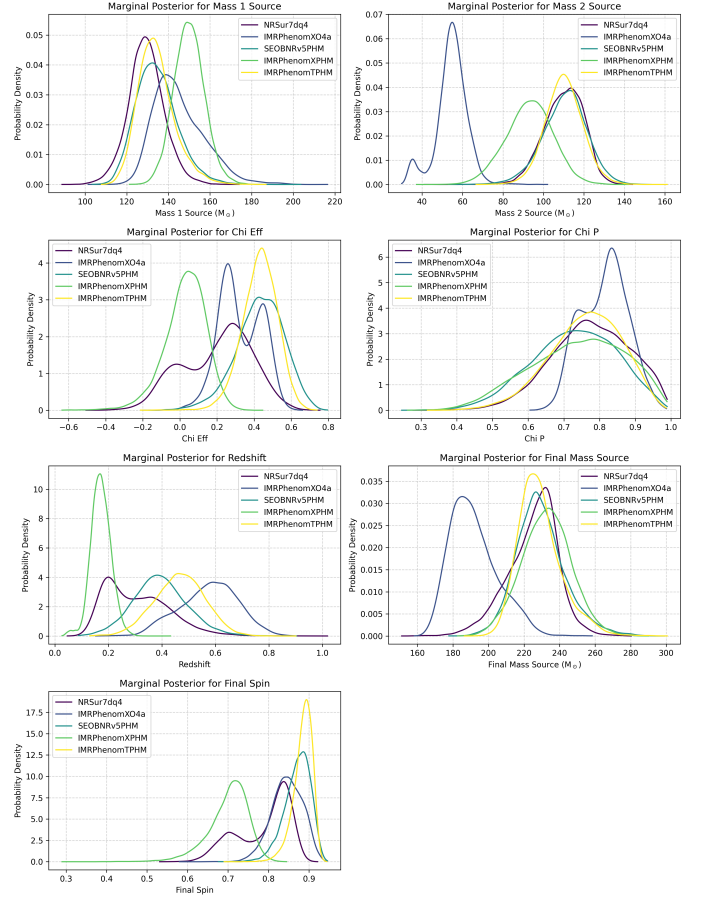 Marginal Posterior for Mass 1 Source
Probability Density
0.05
0.04
0.03
0.02
0.01
0.00
NRSur7dq4
IMRPhenomXO4a
SEOBNRv5PHM
IMRPhenomXPHM
IMRPhenomTPHM
100 120 140 160 180 200 220
Mass 1 Source (M⊙)
Marginal Posterior for Mass 2 Source
Probability Density
0.07
0.06
0.05
0.04
0.03
0.02
0.01
0.00
NRSur7dq4
IMRPhenomXO4a
SEOBNRv5PHM
IMRPhenomXPHM
IMRPhenomTPHM
40 60 80 100 120 140 160
Mass 2 Source (M⊙)
Marginal Posterior for Chi Eff
Probability Density
4
3
2
1
0
NRSur7dq4
IMRPhenomXO4a
SEOBNRv5PHM
IMRPhenomXPHM
IMRPhenomTPHM
−0.6 −0.4 −0.2 0.0 0.2 0.4 0.6 0.8
Chi Eff
Marginal Posterior for Chi P
Probability Density
6
5
4
3
2
1
0
NRSur7dq4
IMRPhenomXO4a
SEOBNRv5PHM
IMRPhenomXPHM
IMRPhenomTPHM
0.3 0.4 0.5 0.6 0.7 0.8 0.9 1.0
Chi P
Marginal Posterior for Redshift
Probability Density
10
8
6
4
2
0
NRSur7dq4
IMRPhenomXO4a
SEOBNRv5PHM
IMRPhenomXPHM
IMRPhenomTPHM
0.0 0.2 0.4 0.6 0.8 1.0
Redshift
Marginal Posterior for Final Mass Source
Probability Density
0.035
0.030
0.025
0.020
0.015
0.010
0.005
0.000
NRSur7dq4
IMRPhenomXO4a
SEOBNRv5PHM
IMRPhenomXPHM
IMRPhenomTPHM
160 180 200 220 240 260 280 300
Final Mass Source (M⊙)
Marginal Posterior for Final Spin
Probability Density
17.5
15.0
12.5
10.0
7.5
5.0
2.5
0.0
NRSur7dq4
IMRPhenomXO4a
SEOBNRv5PHM
IMRPhenomXPHM
IMRPhenomTPHM
0.3 0.4 0.5 0.6 0.7 0.8 0.9
Final Spin